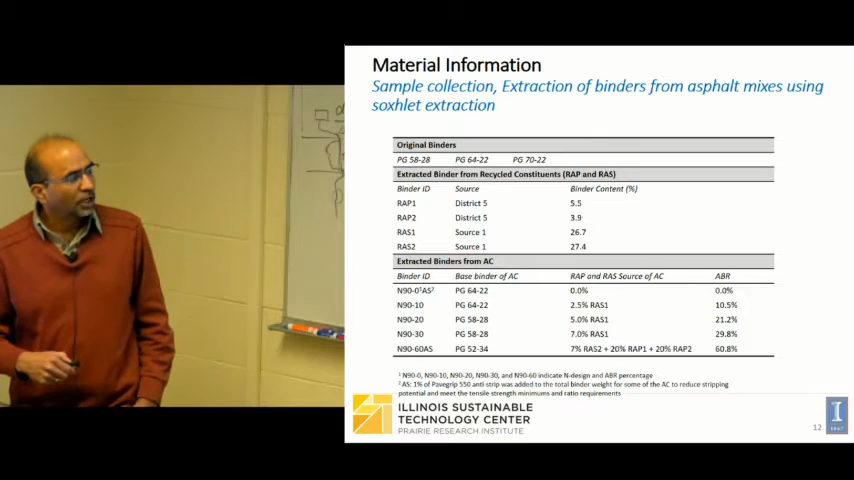 Material Information
Sample collection, Extraction of binders from asphalt mixes using
soxhlet extraction
Original Binders
PG 58-28 PG 64-22 PG 70-22
Extracted Binder from Recycled Constituents (RAP and RAS)
Binder ID Source Binder Content (%)
RAP1 District 5 5.5
RAP2 District 5 3.9
RAS1 Source 1 26.7
RAS2 Source 1 27.4
Extracted Binders from AC
Binder ID Base binder of AC RAP and RAS Source of AC ABR
N90-0¹AS² PG 64-22 0.0% 0.0%
N90-10 PG 64-22 2.5% RAS1 10.5%
N90-20 PG 58-28 5.0% RAS1 21.2%
N90-30 PG 58-28 7.0% RAS1 29.8%
N90-60AS PG 52-34 7% RAS2 + 20% RAP1 + 20% RAP2 60.8%
¹ N90-0, N90-10, N90-20, N90-30, and N90-60 indicate N-design and ABR percentage
² AS: 1% of Pavegrip 550 anti-strip was added to the total binder weight for some of the AC to reduce stripping
potential and meet the tensile strength minimums and ratio requirements
ILLINOIS SUSTAINABLE
TECHNOLOGY CENTER
PRAIRIE RESEARCH INSTITUTE
12
I
1867